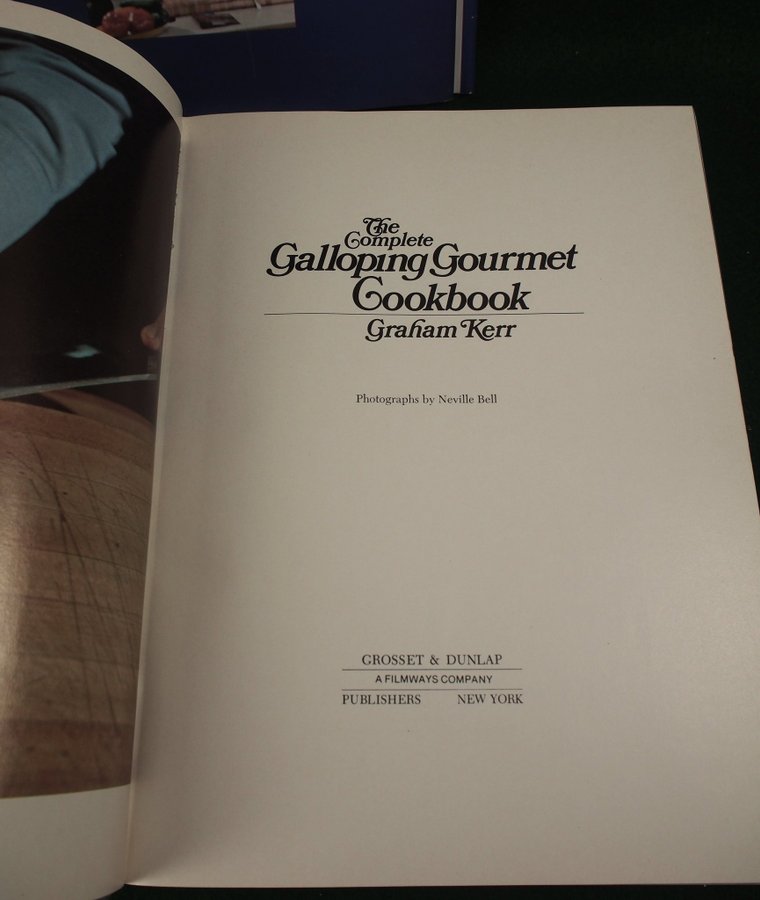 The
Complete
Galloping Gourmet
Cookbook
Graham Kerr
Photographs by Neville Bell
GROSSET & DUNLAP
A FILMWAYS COMPANY
PUBLISHERS NEW YORK